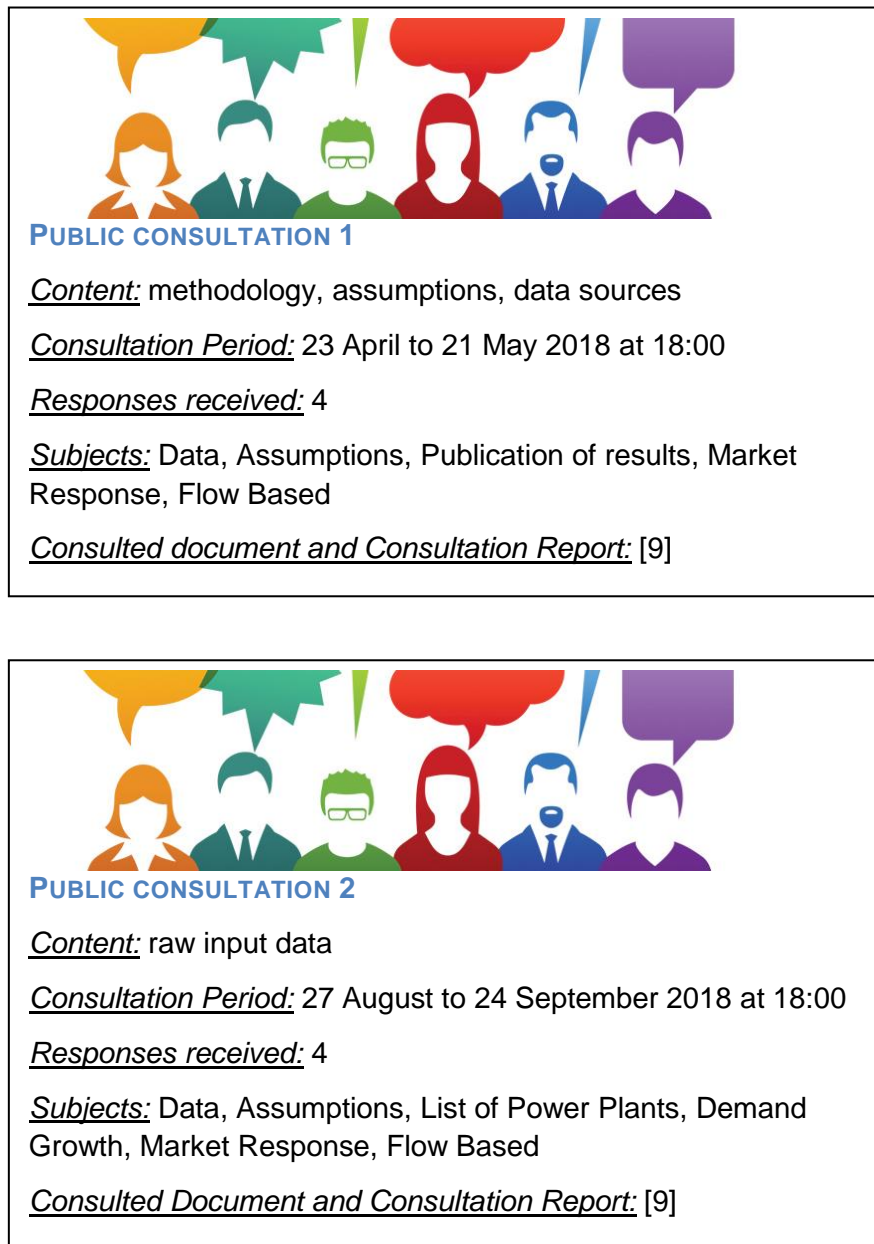 PUBLIC CONSULTATION 1
Content: methodology, assumptions, data sources
Consultation Period: 23 April to 21 May 2018 at 18:00
Responses received: 4
Subjects: Data, Assumptions, Publication of results, Market
Response, Flow Based
Consulted document and Consultation Report: [9]
PUBLIC CONSULTATION 2
Content: raw input data
Consultation Period: 27 August to 24 September 2018 at 18:00
Responses received: 4
Subjects: Data, Assumptions, List of Power Plants, Demand
Growth, Market Response, Flow Based
Consulted Document and Consultation Report: [9]